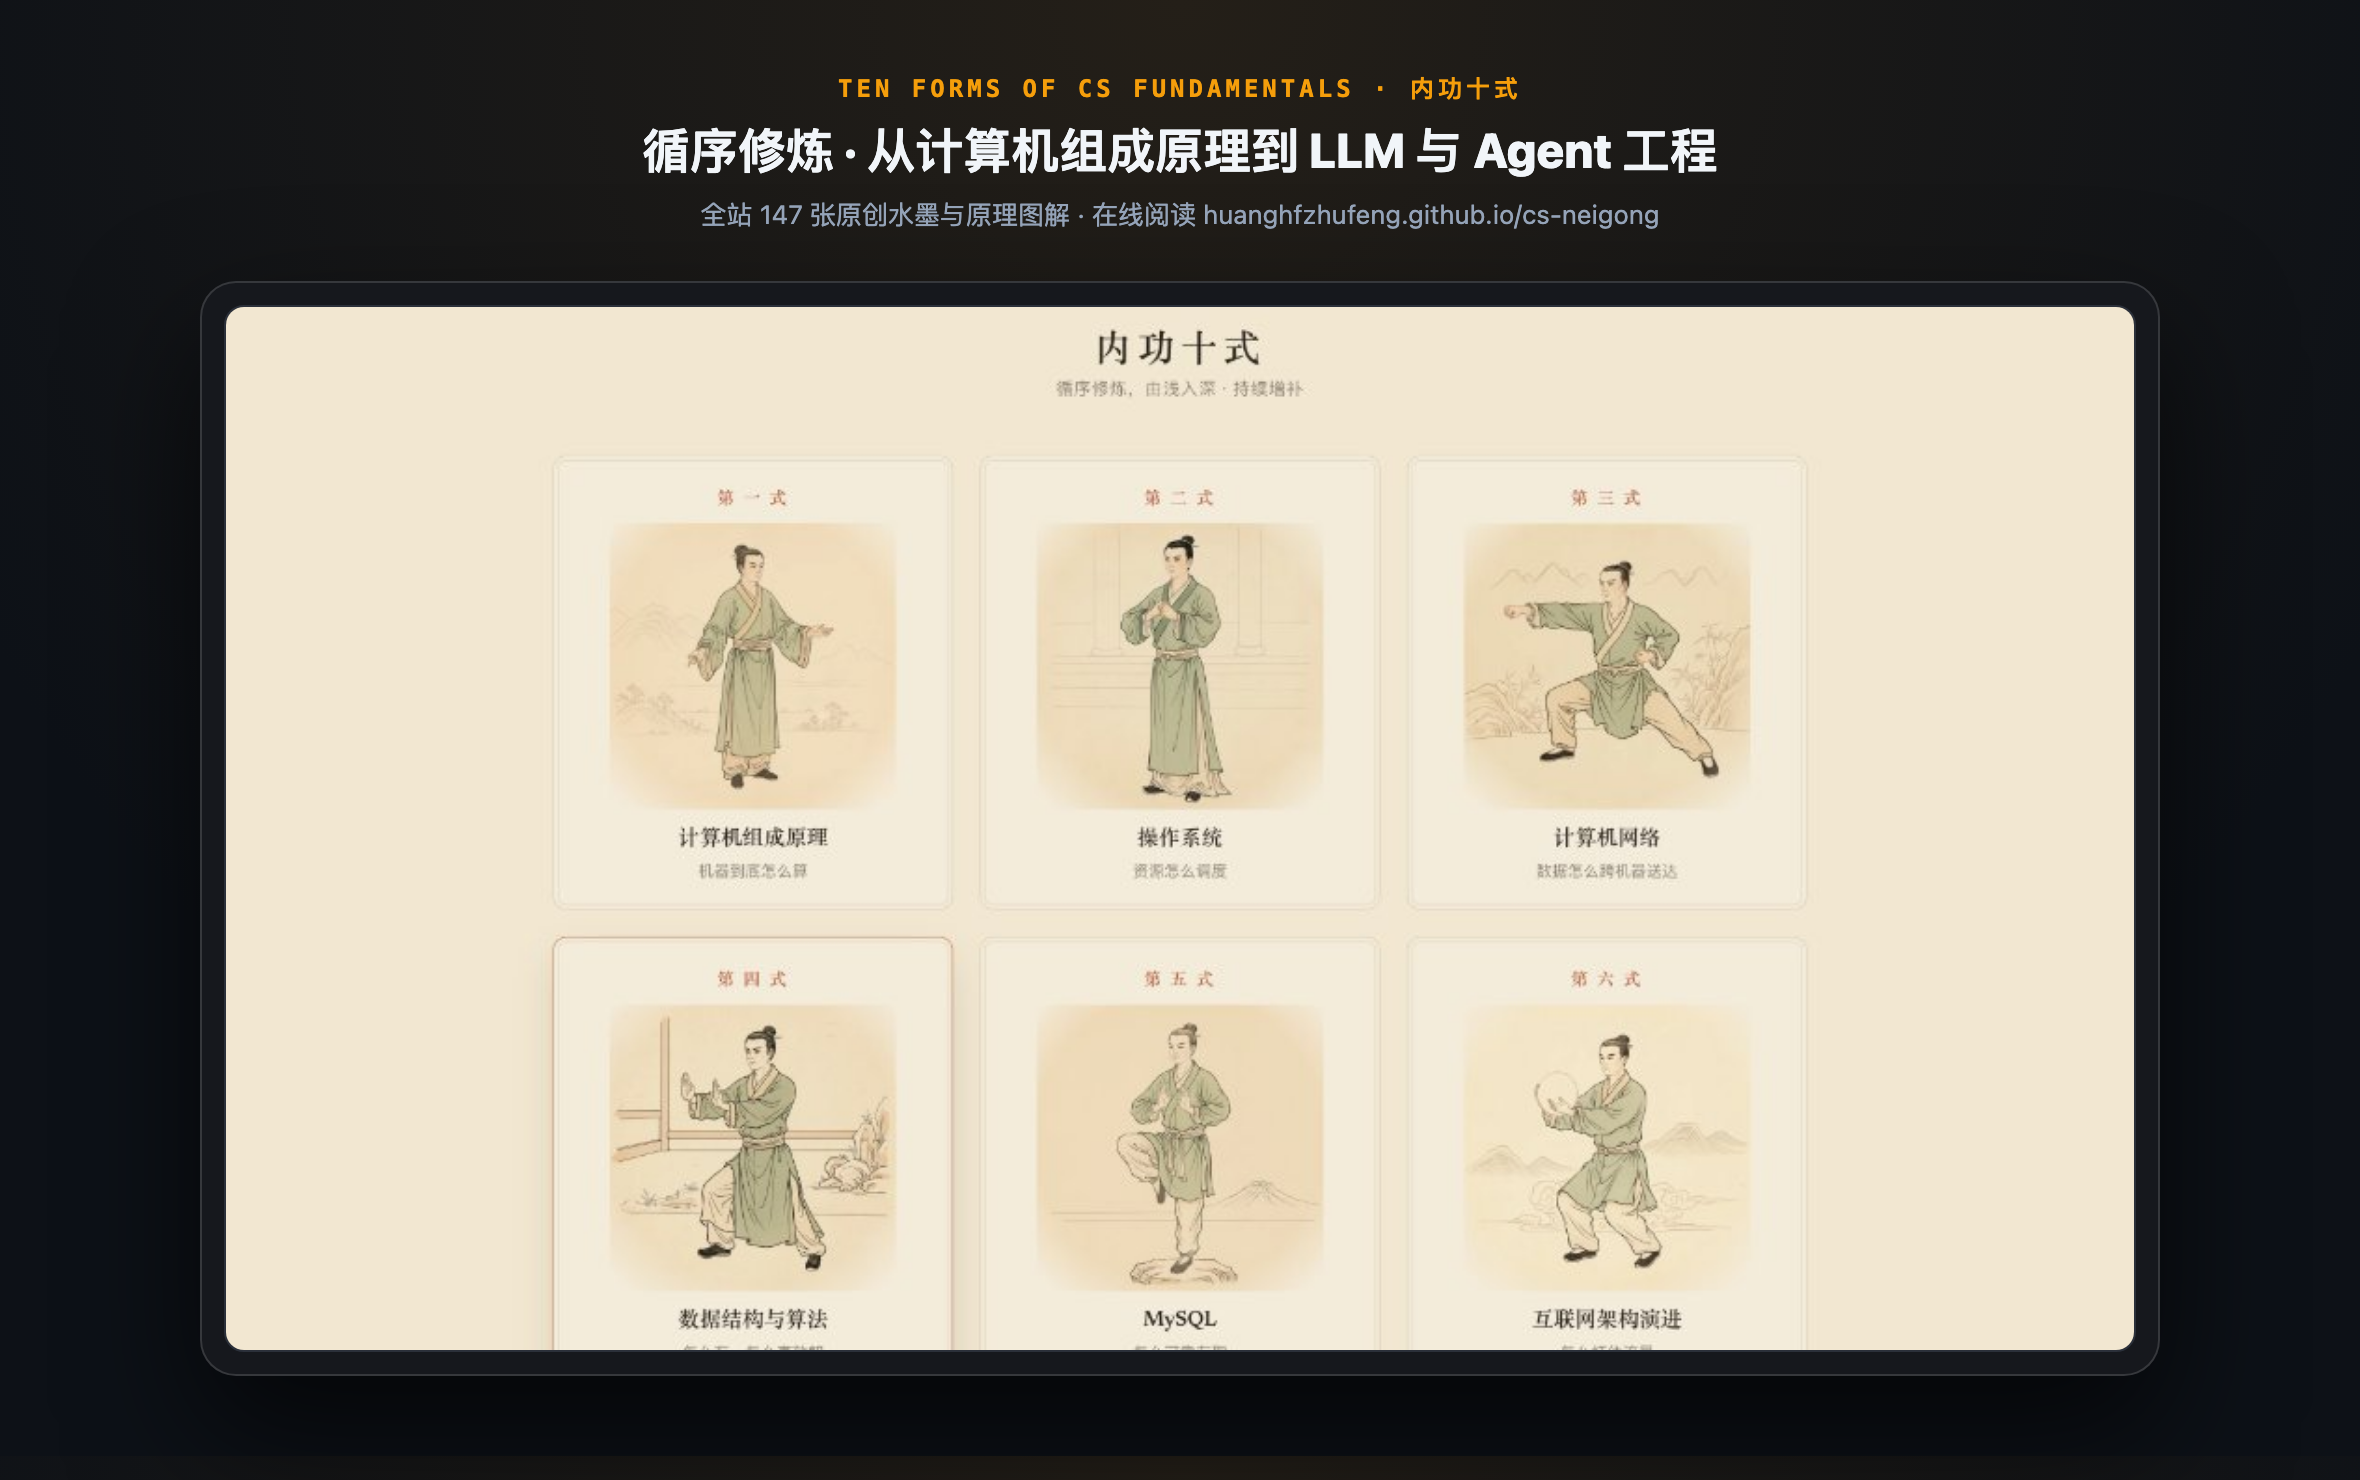 TEN FORMS OF CS FUNDAMENTALS · 内功十式
循序修炼 · 从计算机组成原理到 LLM 与 Agent 工程
全站 147 张原创水墨与原理图解 · 在线阅读 huanghfzhufeng.github.io/cs-neigong
内功十式
循序修炼，由浅入深 · 持续增补
第一式
计算机组成原理
机器到底怎么算
第二式
操作系统
资源怎么调度
第三式
计算机网络
数据怎么跨机器送达
第四式
数据结构与算法
第五式
MySQL
第六式
互联网架构演进